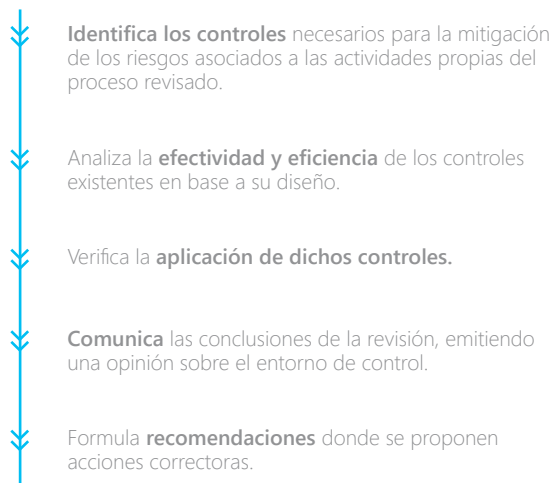 Identifica los controles necesarios para la mitigación
de los riesgos asociados a las actividades propias del
proceso revisado.
Analiza la efectividad y eficiencia de los controles
existentes en base a su diseño.
Verifica la aplicación de dichos controles.
Comunica las conclusiones de la revisión, emitiendo
una opinión sobre el entorno de control.
Formula recomendaciones donde se proponen
acciones correctoras.